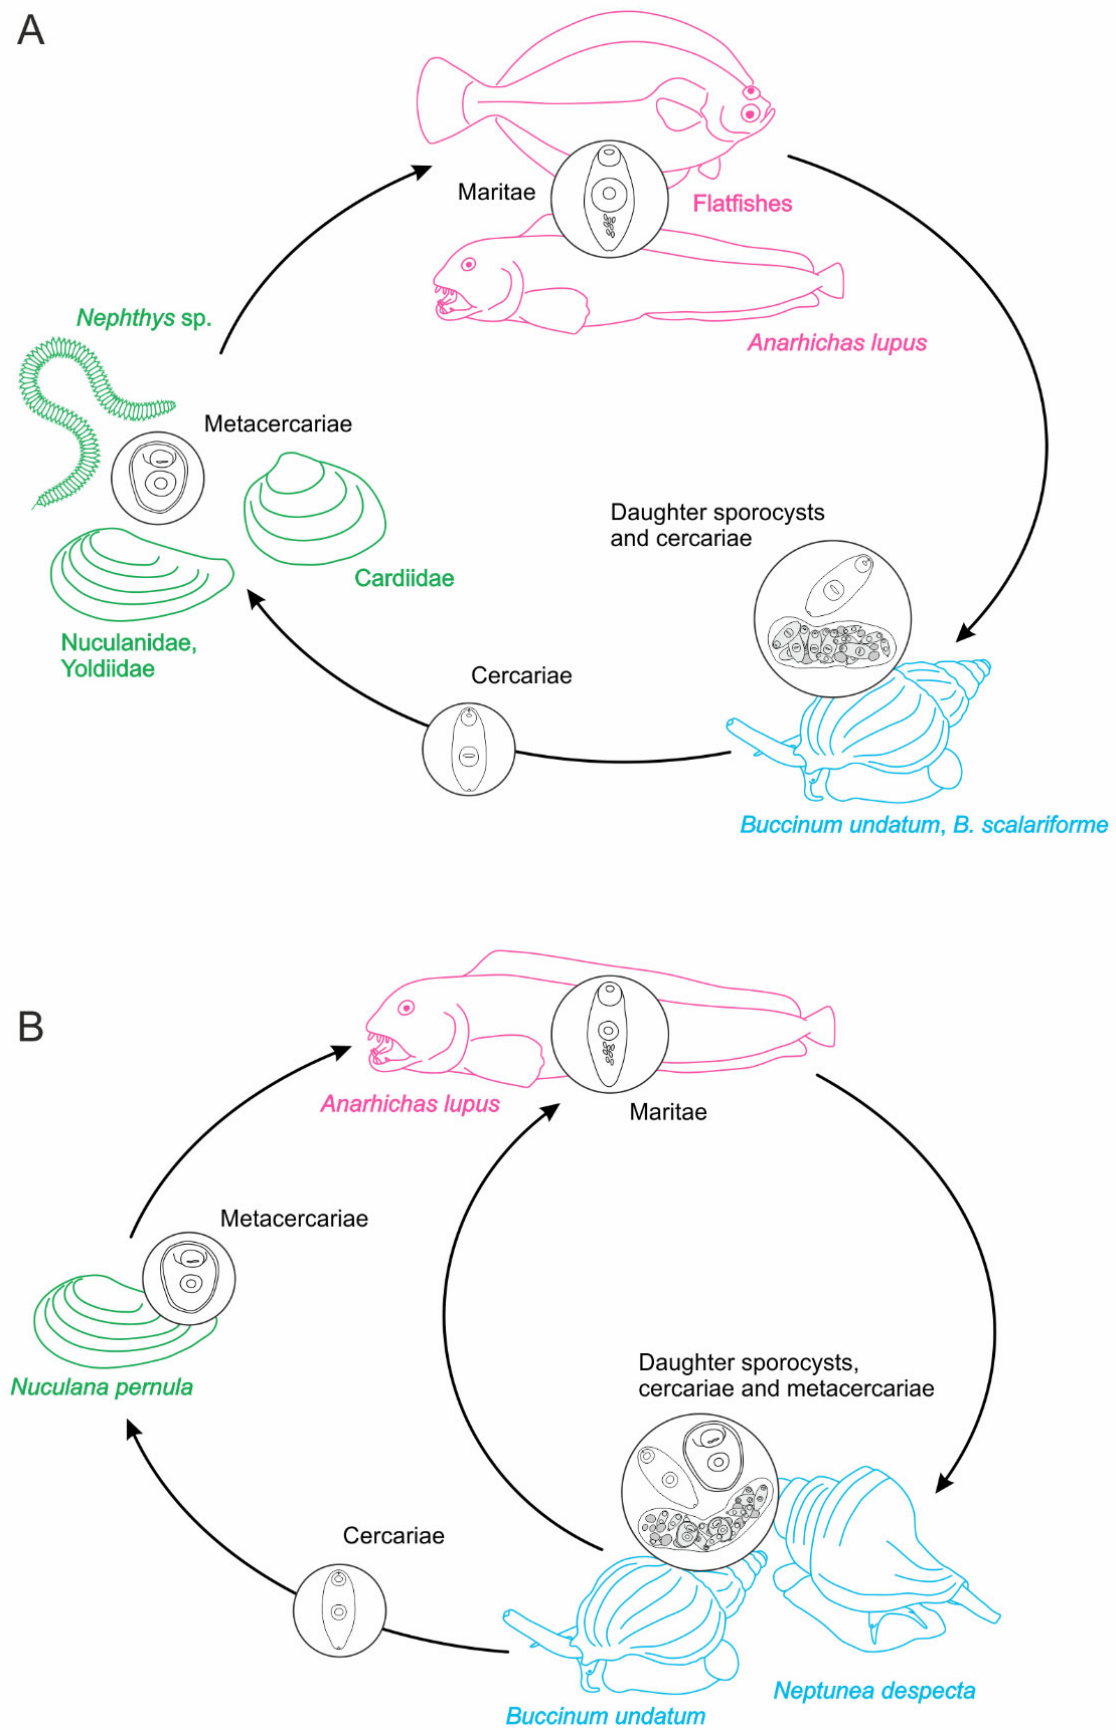 A
Maritae
Flatfishes
Anarhichas lupus
Nephthys sp.
Metacercariae
Cardiidae
Nuculanidae,
Yoldiidae
Daughter sporocysts
and cercariae
Cercariae
Buccinum undatum, B. scalariforme
B
Anarhichas lupus
Maritae
Metacercariae
Nuculana pernula
Daughter sporocysts,
cercariae and metacercariae
Cercariae
Neptunea despecta
Buccinum undatum